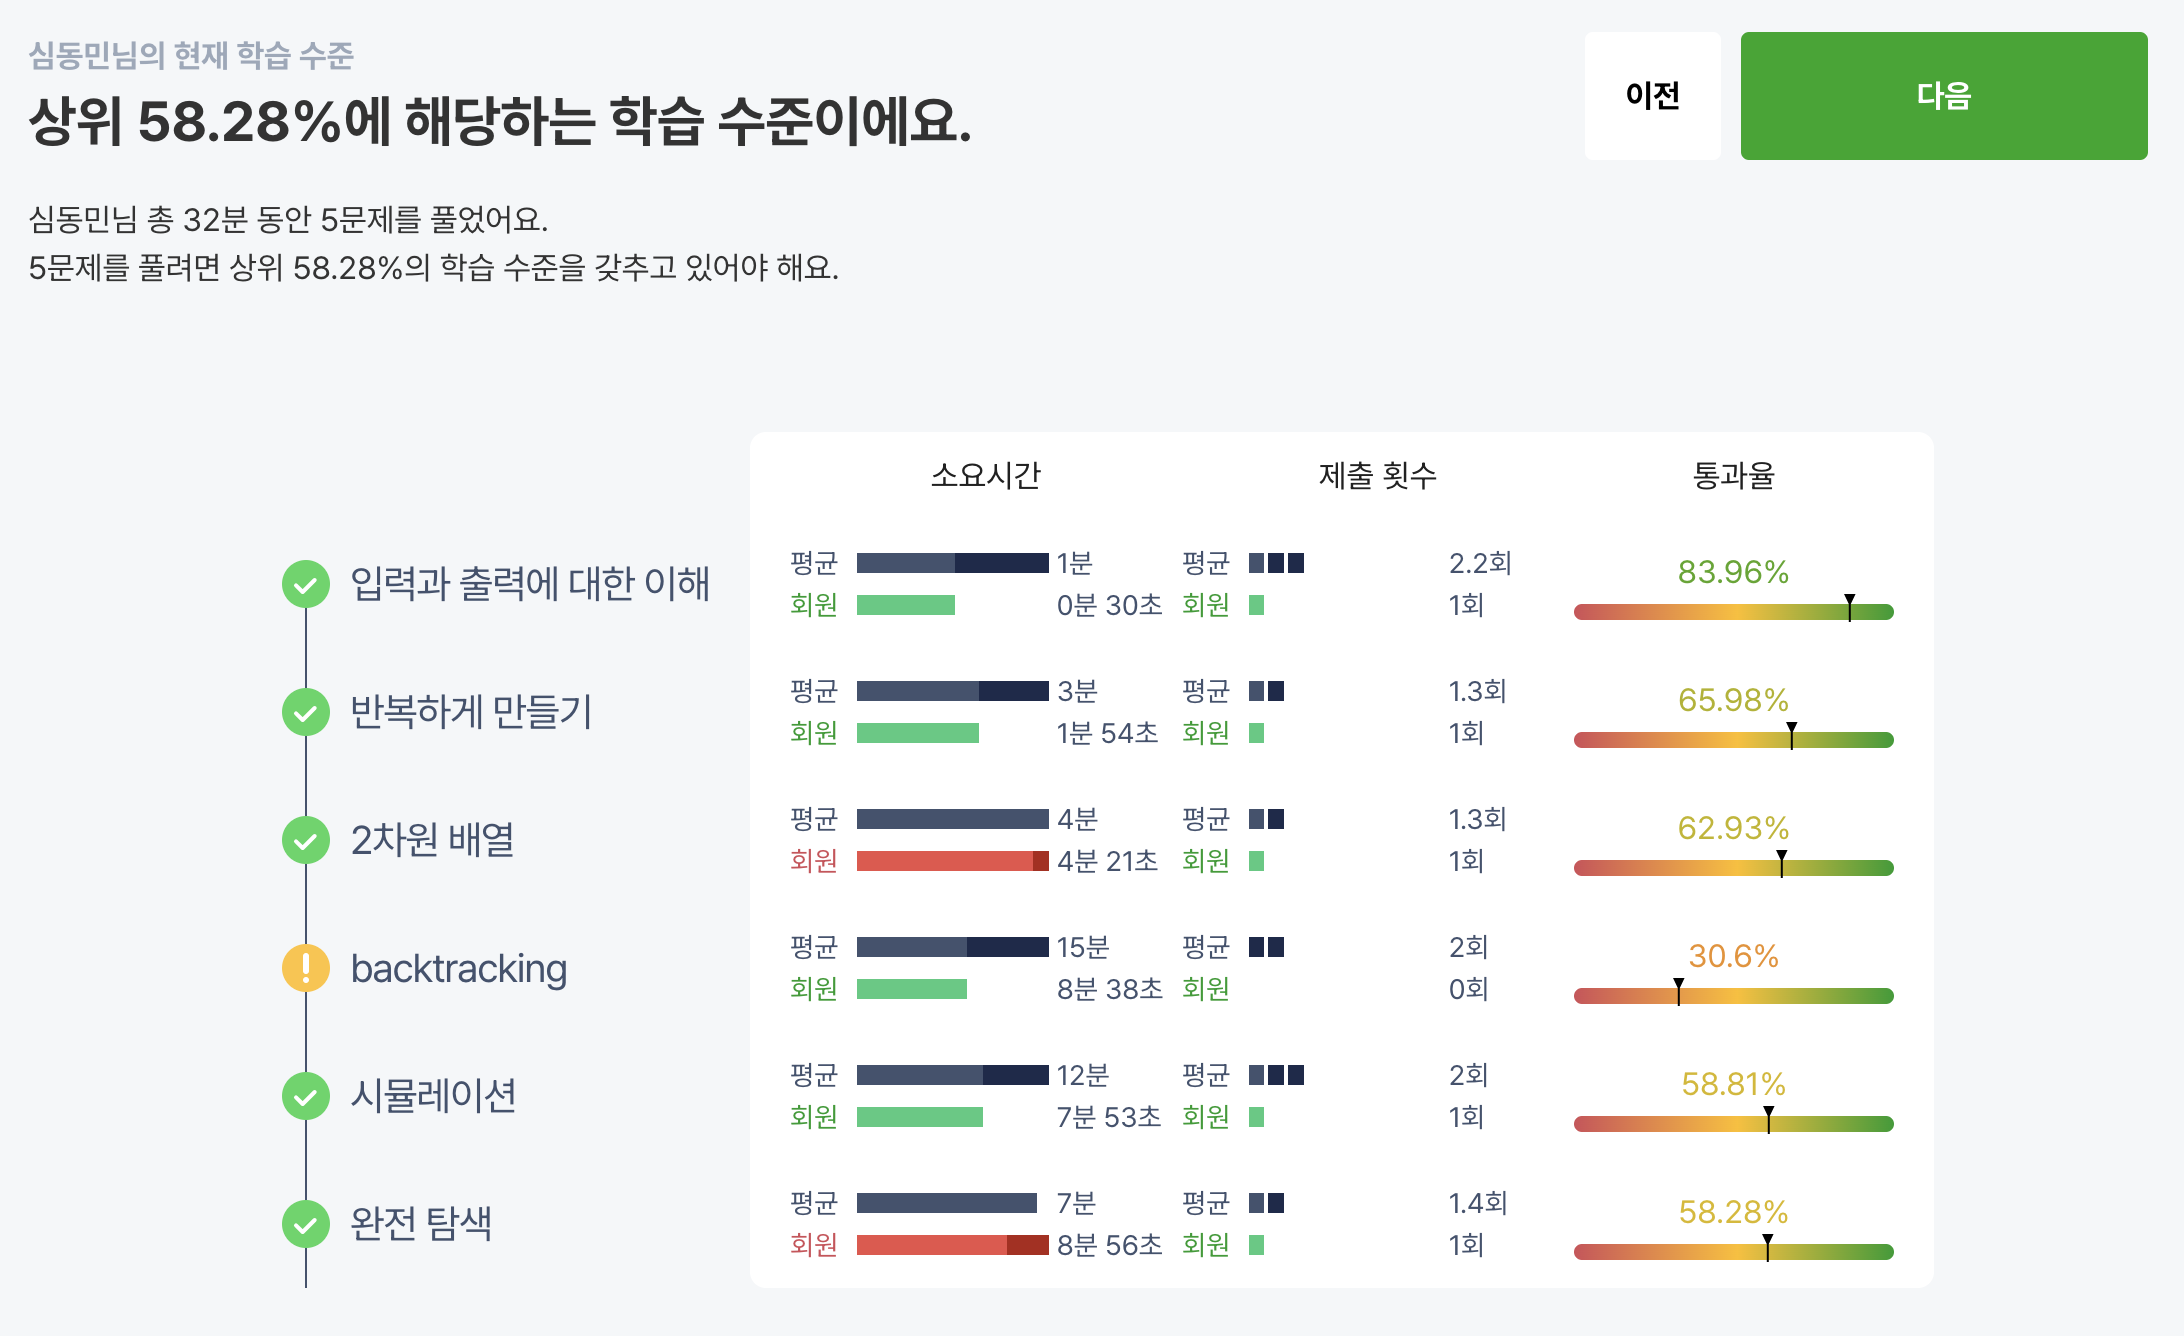 심동민님의 현재 학습 수준
상위 58.28%에 해당하는 학습 수준이에요.
이전
다음
심동민님 총 32분 동안 5문제를 풀었어요.
5문제를 풀려면 상위 58.28%의 학습 수준을 갖추고 있어야 해요.
소요시간
제출 횟수
통과율
입력과 출력에 대한 이해
평균 1분 평균 2.2회
회원 0분 30초 회원 1회
83.96%
반복하게 만들기
평균 3분 평균 1.3회
회원 1분 54초 회원 1회
65.98%
2차원 배열
평균 4분 평균 1.3회
회원 4분 21초 회원 1회
62.93%
backtracking
평균 15분 평균 2회
회원 8분 38초 회원 0회
30.6%
시뮬레이션
평균 12분 평균 2회
회원 7분 53초 회원 1회
58.81%
완전 탐색
평균 7분 평균 1.4회
회원 8분 56초 회원 1회
58.28%